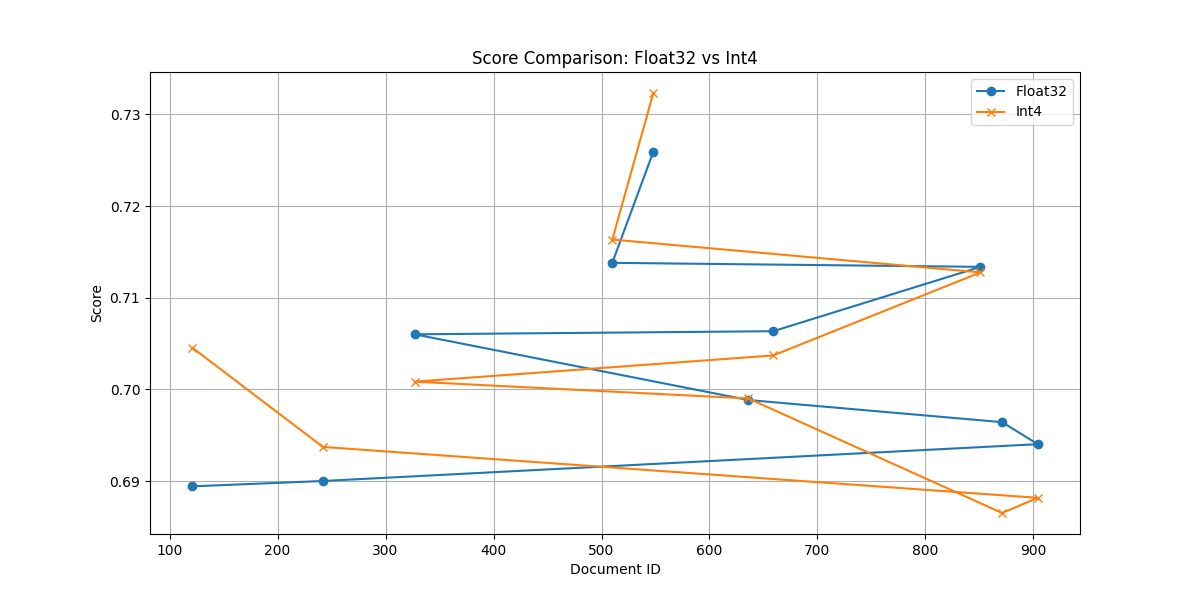 Score Comparison: Float32 vs Int4
Float32
Int4
Score
0.73
0.72
0.71
0.70
0.69
100 200 300 400 500 600 700 800 900
Document ID